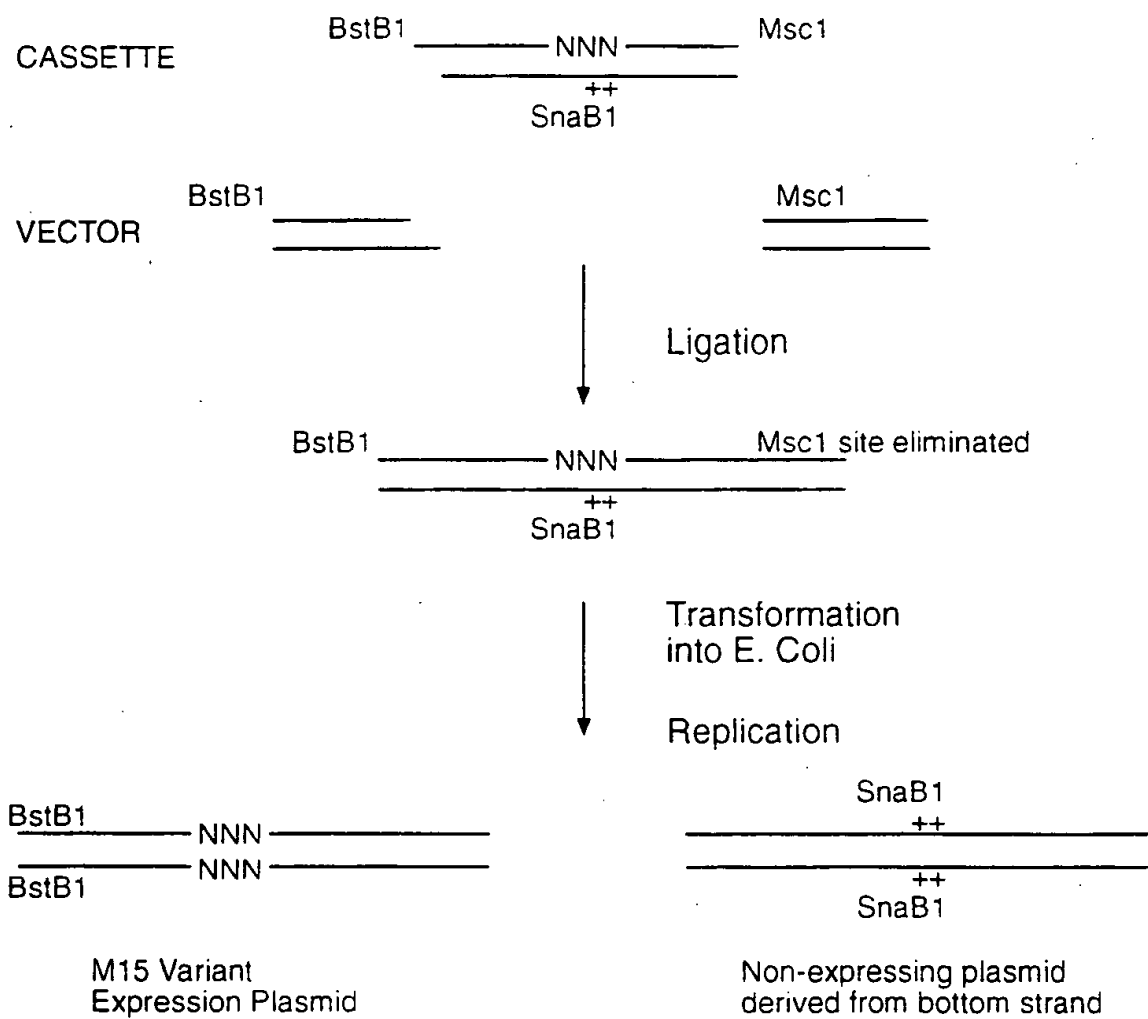 CASSETTE
BstB1
NNN
Msc1
++
SnaB1
VECTOR
BstB1
Msc1
Ligation
BstB1
NNN
Msc1 site eliminated
++
SnaB1
Transformation
into E. Coli
Replication
BstB1
NNN
NNN
BstB1
M15 Variant
Expression Plasmid
SnaB1
++
++
SnaB1
Non-expressing plasmid
derived from bottom strand